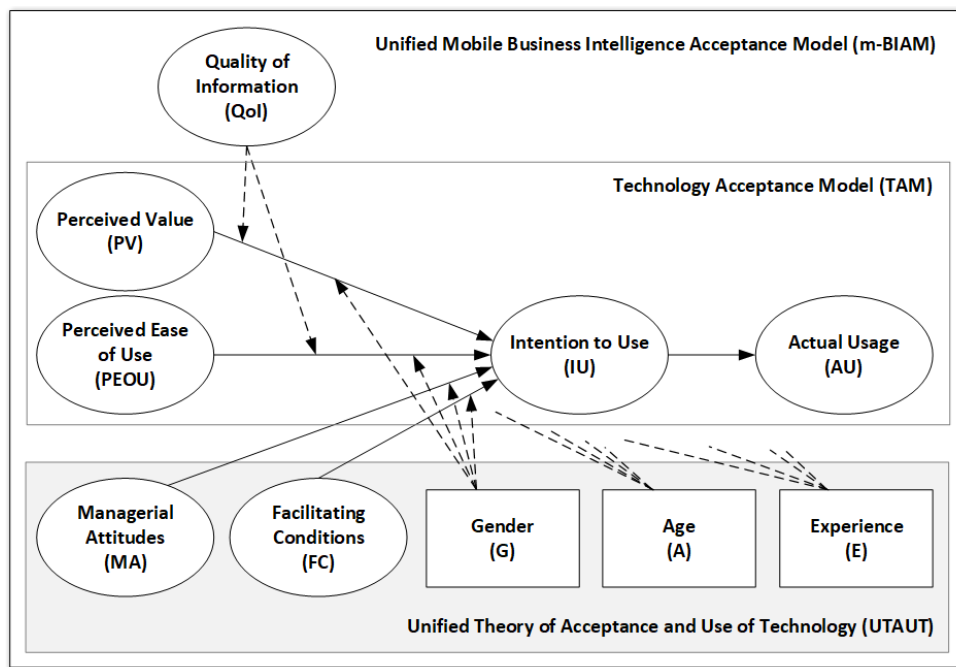 Unified Mobile Business Intelligence Acceptance Model (m-BIAM)
Quality of
Information
(QoI)
Technology Acceptance Model (TAM)
Perceived Value
(PV)
Perceived Ease
of Use
(PEOU)
Intention to Use
(IU)
Actual Usage
(AU)
Managerial
Attitudes
(MA)
Facilitating
Conditions
(FC)
Gender
(G)
Age
(A)
Experience
(E)
Unified Theory of Acceptance and Use of Technology (UTAUT)